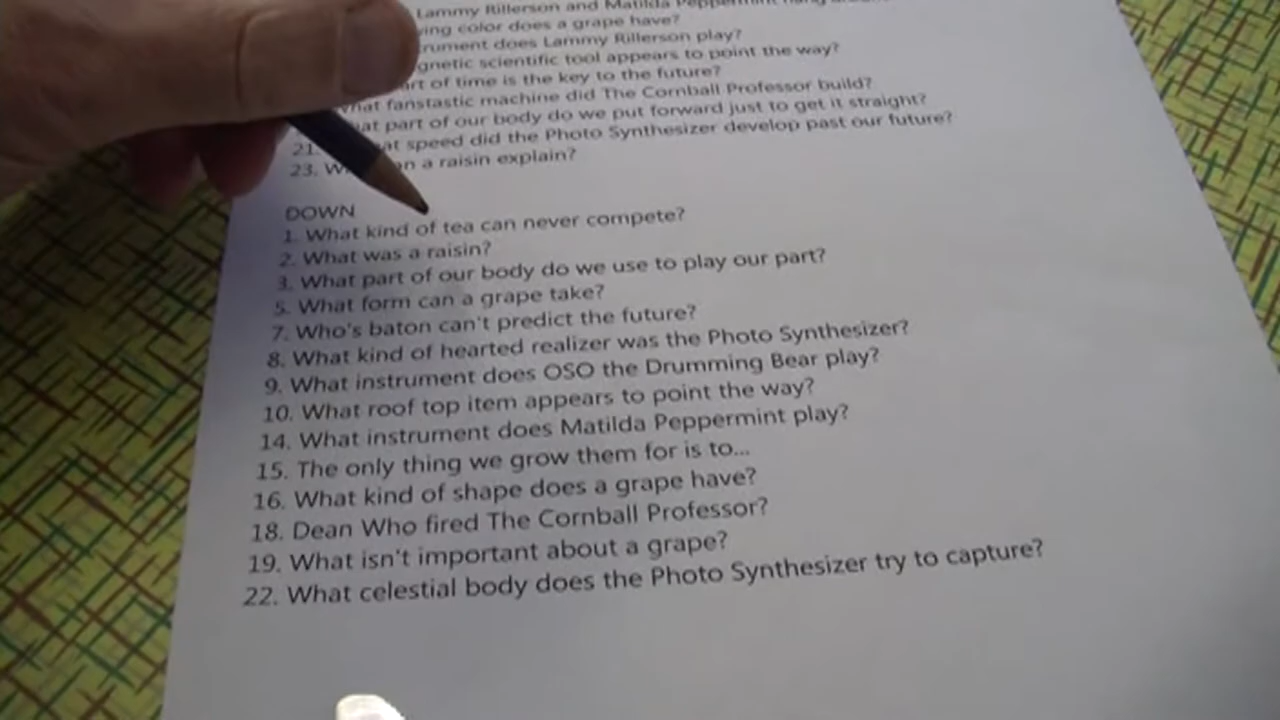 Lammy Rillerson and Matilda Peppermint
color does a grape have?
does Lammy Rillerson play?
scientific tool appears to point the way?
of time is the key to the future?
fanstastic machine did The Cornball Professor build?
part of our body do we put forward just to get it straight?
21. speed did the Photo Synthesizer develop past our future?
23. a raisin explain?
DOWN
1. What kind of tea can never compete?
2. What was a raisin?
3. What part of our body do we use to play our part?
5. What form can a grape take?
7. Who's baton can't predict the future?
8. What kind of hearted realizer was the Photo Synthesizer?
9. What instrument does OSO the Drumming Bear play?
10. What roof top item appears to point the way?
14. What instrument does Matilda Peppermint play?
15. The only thing we grow them for is to...
16. What kind of shape does a grape have?
18. Dean Who fired The Cornball Professor?
19. What isn't important about a grape?
22. What celestial body does the Photo Synthesizer try to capture?